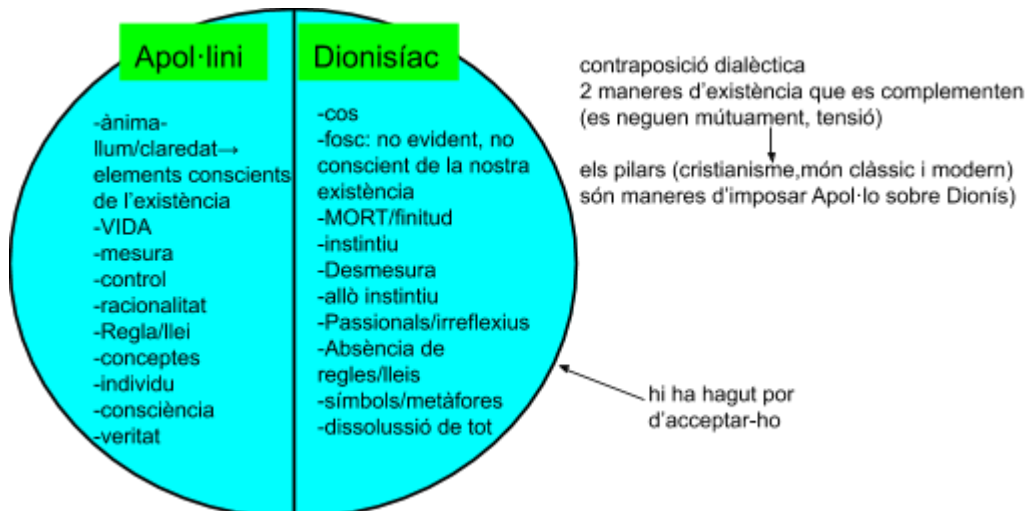 Apol·lini
-ànima-
llum/claredat→
elements conscients
de l'existència
-VIDA
-mesura
-control
-racionalitat
-Regla/llei
-conceptes
-individu
-consciència
-veritat
Dionisíac
-cos
-fosc: no evident, no
conscient de la nostra
existència
-MORT/finitud
-instintiu
-Desmesura
-allò instintiu
-Passionals/irreflexius
-Absència de
regles/lleis
-símbols/metàfores
-dissolussió de tot
contraposició dialèctica
2 maneres d'existència que es complementen
(es neguen mútuament, tensió)
els pilars (cristianisme,món clàssic i modern)
són maneres d'imposar Apol·lo sobre Dionís)
hi ha hagut por
d'acceptar-ho